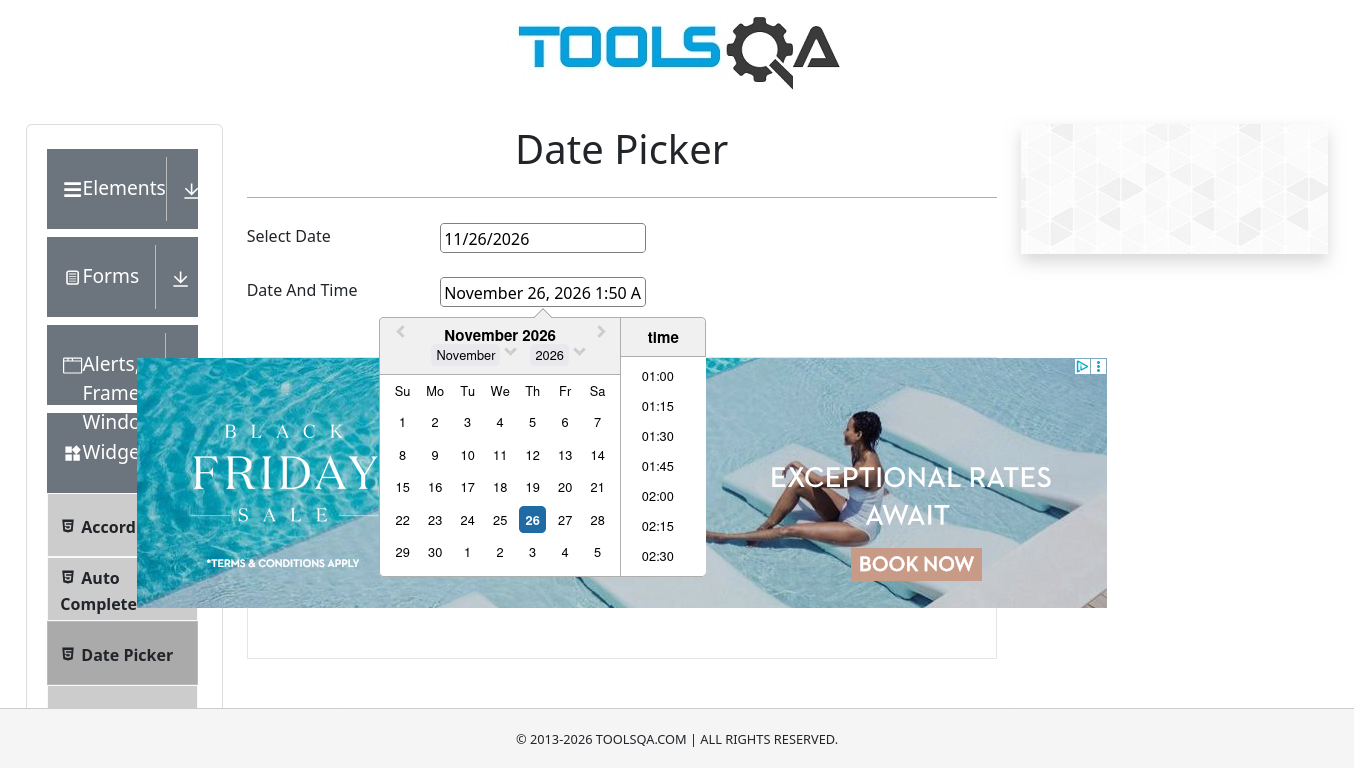 TOOLSQA
Date Picker
Elements
Forms
Alerts,
Frame
Windo
Widge
Accord
Auto
Complete
Date Picker
Select Date
11/26/2026
Date And Time
November 26, 2026 1:50 A
November 2026
November 2026
time
Su Mo Tu We Th Fr Sa
1 2 3 4 5 6 7
8 9 10 11 12 13 14
15 16 17 18 19 20 21
22 23 24 25 26 27 28
29 30 1 2 3 4 5
01:00
01:15
01:30
01:45
02:00
02:15
02:30
BLACK
FRIDAY
SALE
*TERMS & CONDITIONS APPLY
EXCEPTIONAL RATES
AWAIT
BOOK NOW
© 2013-2026 TOOLSQA.COM | ALL RIGHTS RESERVED.